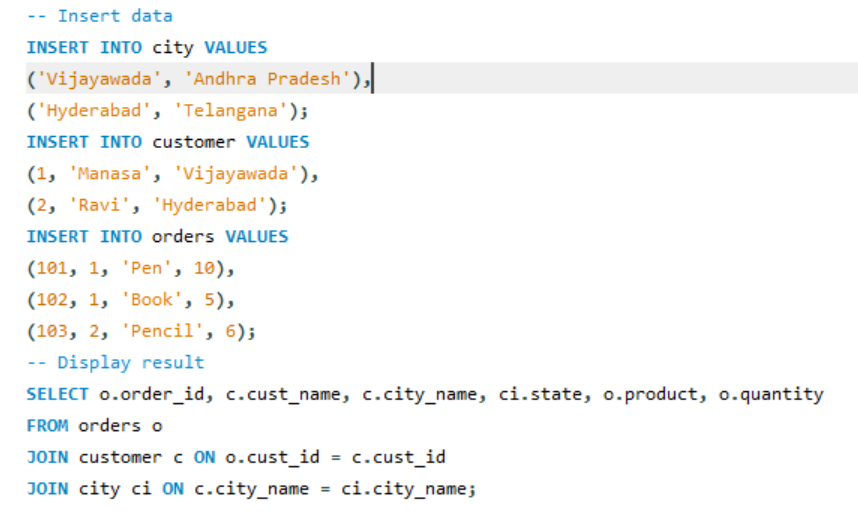 -- Insert data
INSERT INTO city VALUES
('Vijayawada', 'Andhra Pradesh'),
('Hyderabad', 'Telangana');
INSERT INTO customer VALUES
(1, 'Manasa', 'Vijayawada'),
(2, 'Ravi', 'Hyderabad');
INSERT INTO orders VALUES
(101, 1, 'Pen', 10),
(102, 1, 'Book', 5),
(103, 2, 'Pencil', 6);
-- Display result
SELECT o.order_id, c.cust_name, c.city_name, ci.state, o.product, o.quantity
FROM orders o
JOIN customer c ON o.cust_id = c.cust_id
JOIN city ci ON c.city_name = ci.city_name;